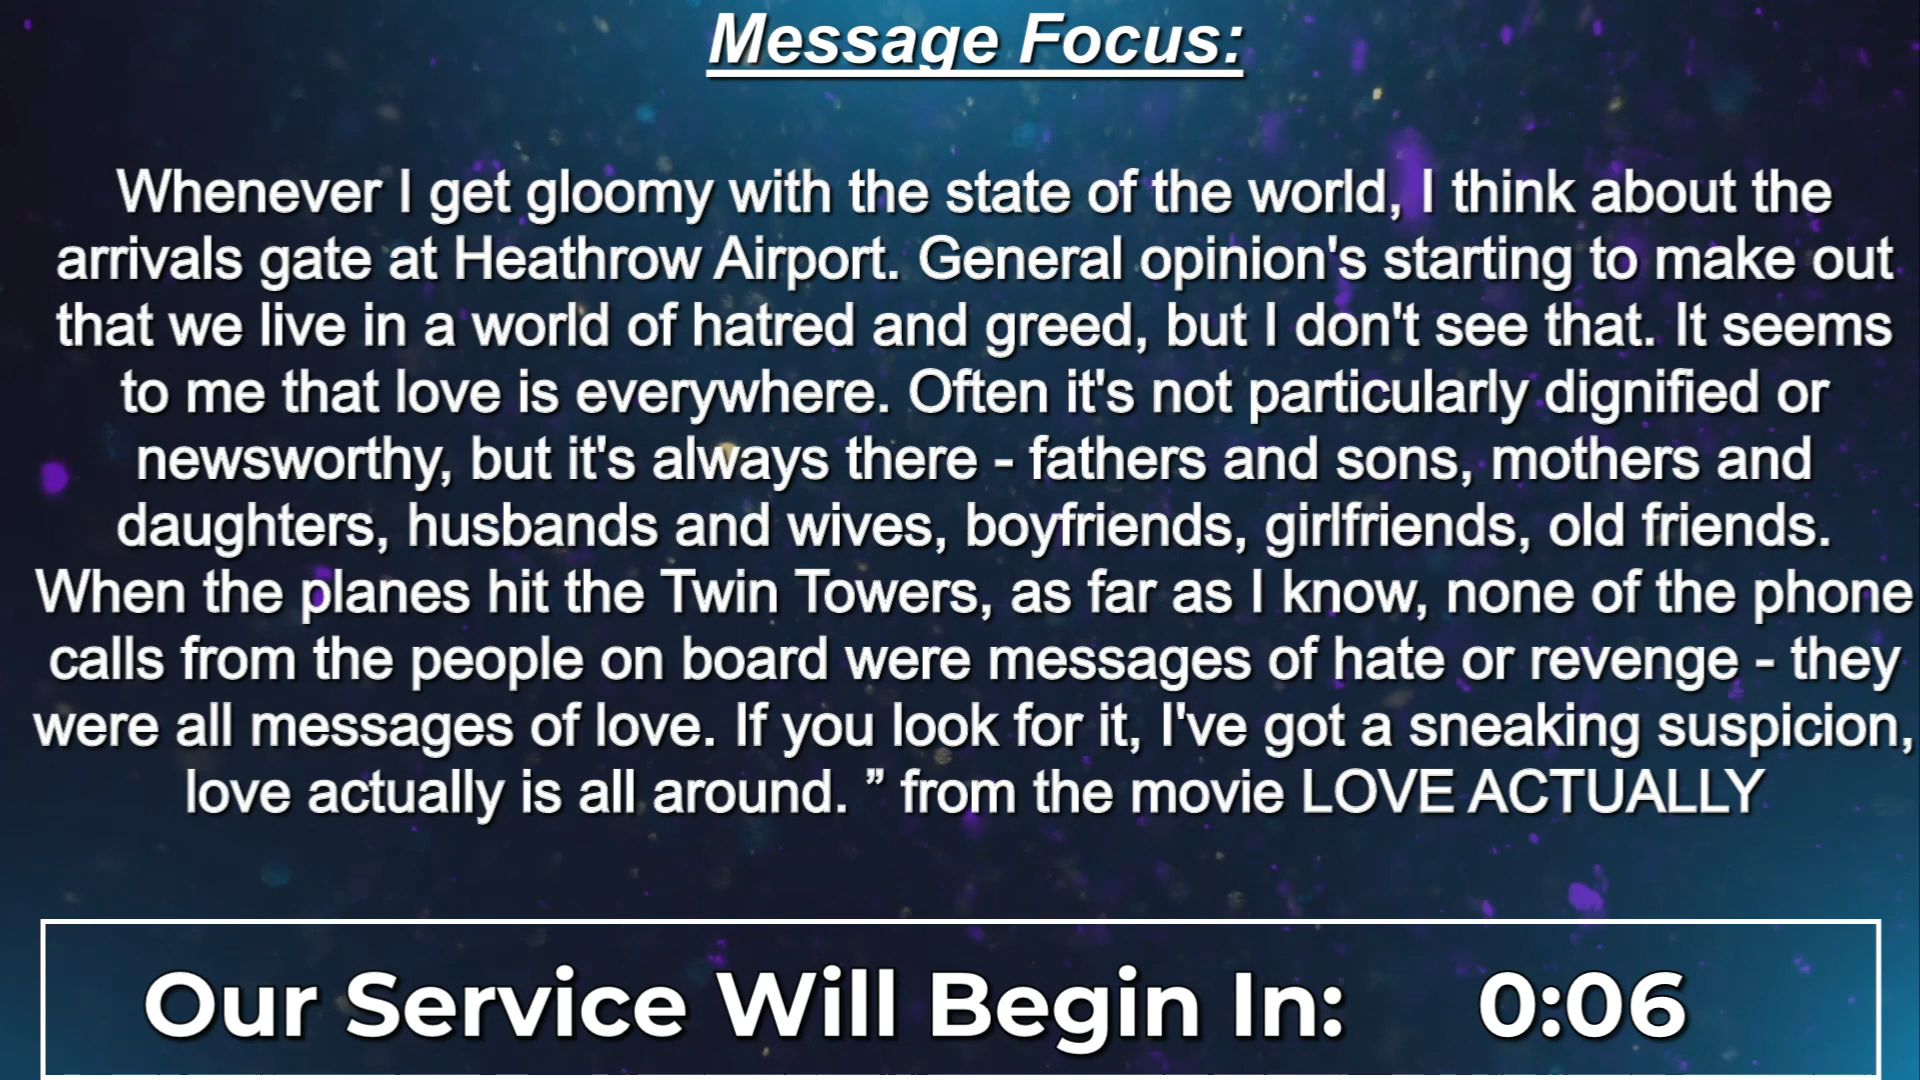 Message Focus:
Whenever I get gloomy with the state of the world, I think about the
arrivals gate at Heathrow Airport. General opinion's starting to make out
that we live in a world of hatred and greed, but I don't see that. It seems
to me that love is everywhere. Often it's not particularly dignified or
newsworthy, but it's always there - fathers and sons, mothers and
daughters, husbands and wives, boyfriends, girlfriends, old friends.
When the planes hit the Twin Towers, as far as I know, none of the phone
calls from the people on board were messages of hate or revenge - they
were all messages of love. If you look for it, I've got a sneaking suspicion,
love actually is all around. ” from the movie LOVE ACTUALLY
Our Service Will Begin In: 0:06